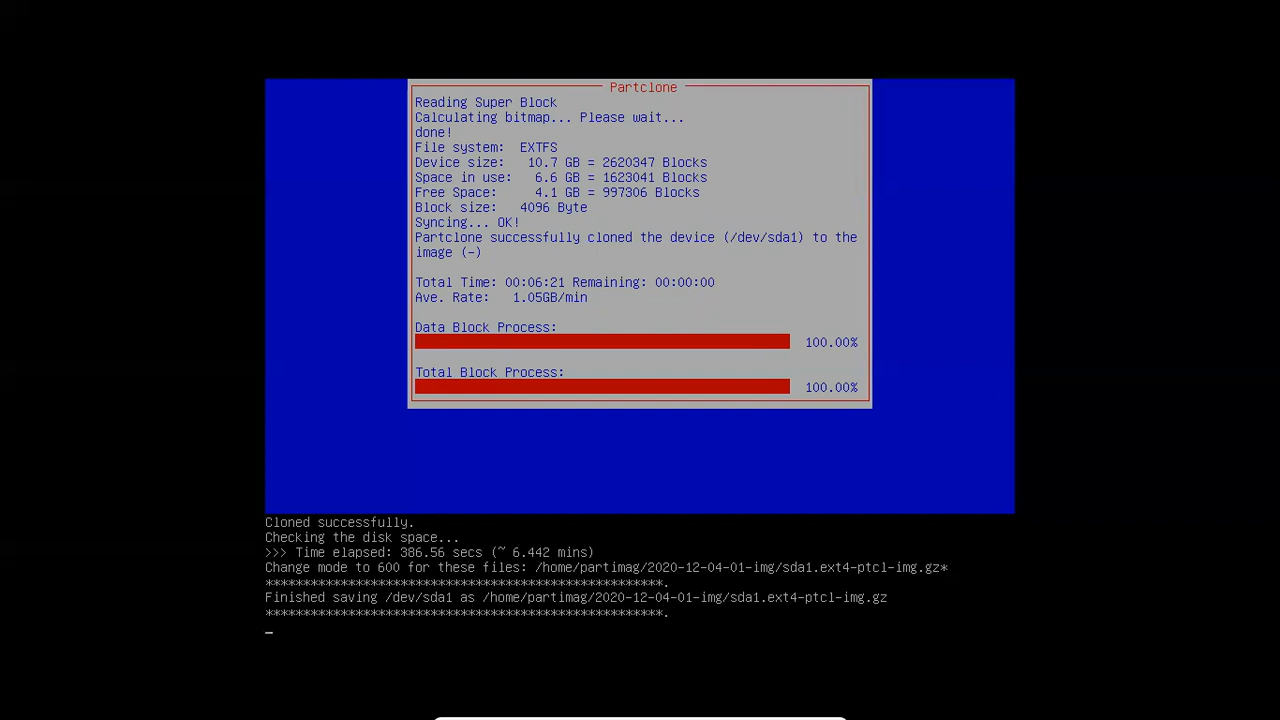 Partclone
Reading Super Block
Calculating bitmap... Please wait...
done!
File system:  EXTFS
Device size:   10.7 GB = 2620347 Blocks
Space in use:   6.6 GB = 1623041 Blocks
Free Space:     4.1 GB = 997306 Blocks
Block size:   4096 Byte
Syncing... OK!
Partclone successfully cloned the device (/dev/sda1) to the
image (-)
Total Time: 00:06:21 Remaining: 00:00:00
Ave. Rate:   1.05GB/min
Data Block Process:
100.00%
Total Block Process:
100.00%
Cloned successfully.
Checking the disk space...
>>> Time elapsed: 386.56 secs (~ 6.442 mins)
Change mode to 600 for these files: /home/partimag/2020-12-04-01-img/sda1.ext4-ptcl-img.gz*
*****************************************************.
Finished saving /dev/sda1 as /home/partimag/2020-12-04-01-img/sda1.ext4-ptcl-img.gz
*****************************************************.
_